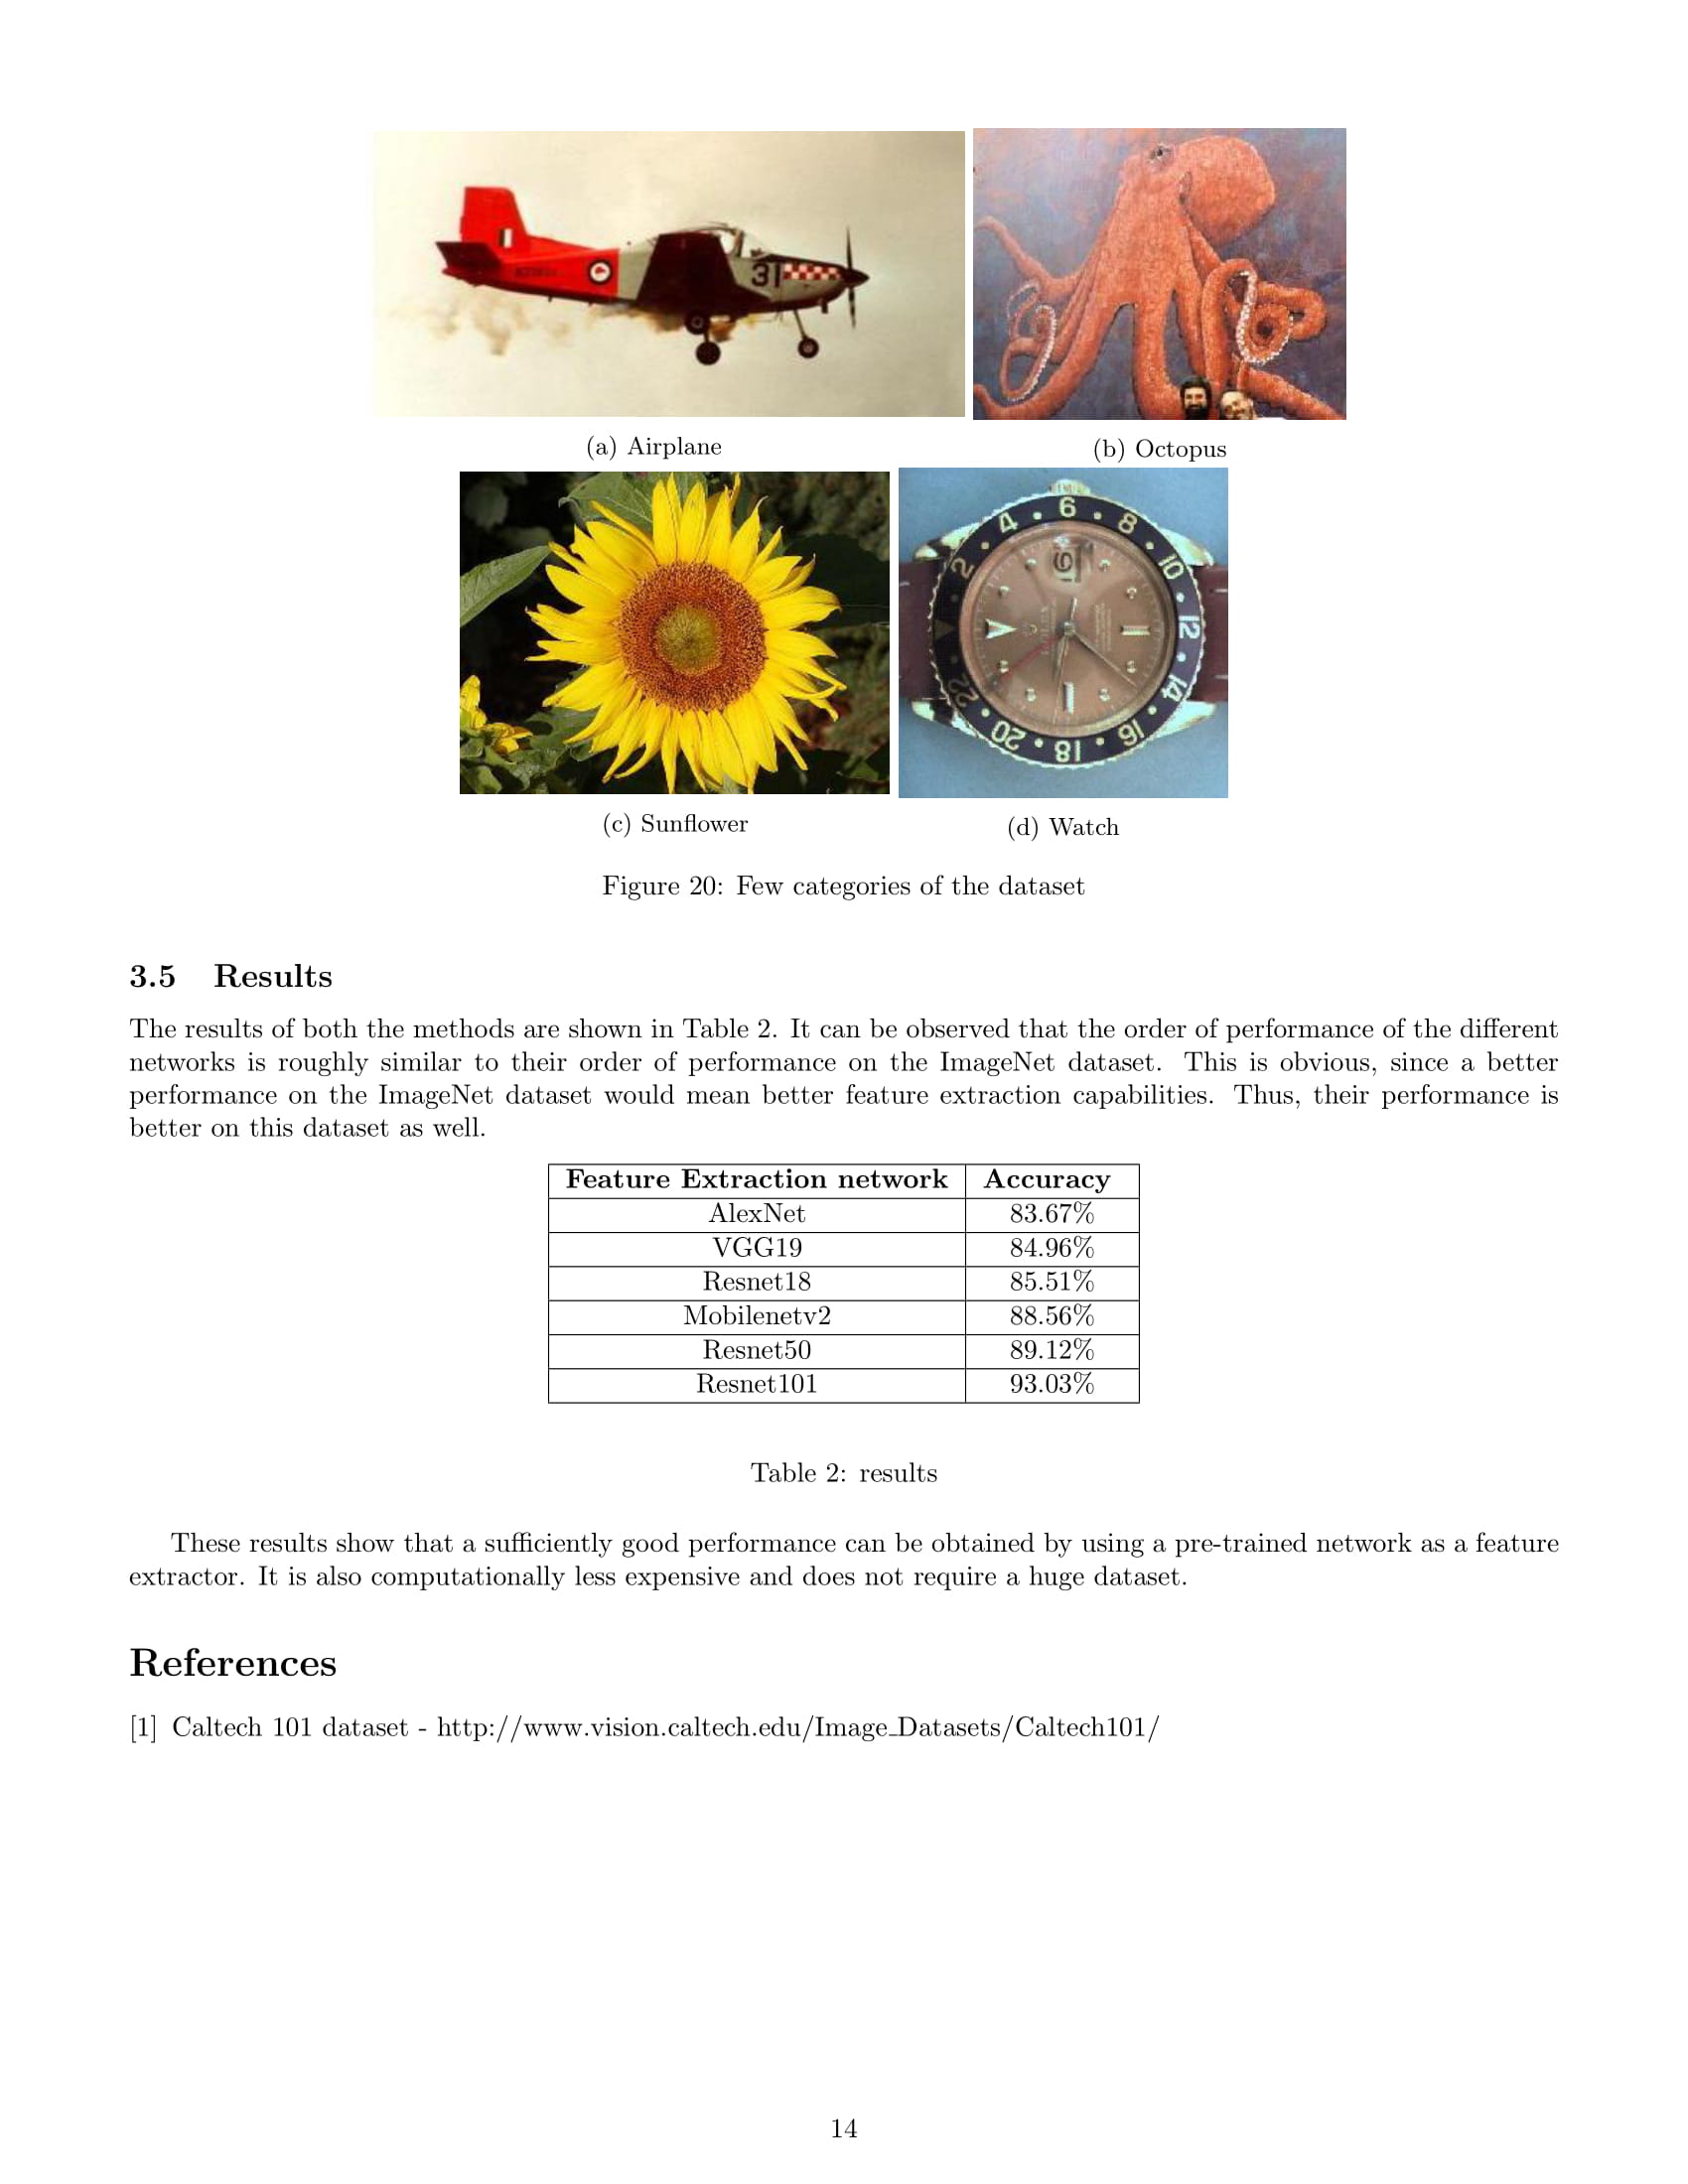 31
(a) Airplane
(b) Octopus
4 6 8 10 12 14 16 18 20 22 2
(c) Sunflower
(d) Watch
Figure 20: Few categories of the dataset
3.5 Results
The results of both the methods are shown in Table 2. It can be observed that the order of performance of the different
networks is roughly similar to their order of performance on the ImageNet dataset. This is obvious, since a better
performance on the ImageNet dataset would mean better feature extraction capabilities. Thus, their performance is
better on this dataset as well.
Feature Extraction network Accuracy
AlexNet 83.67%
VGG19 84.96%
Resnet18 85.51%
Mobilenetv2 88.56%
Resnet50 89.12%
Resnet101 93.03%
Table 2: results
These results show that a sufficiently good performance can be obtained by using a pre-trained network as a feature
extractor. It is also computationally less expensive and does not require a huge dataset.
References
[1] Caltech 101 dataset - http://www.vision.caltech.edu/Image_Datasets/Caltech101/
14